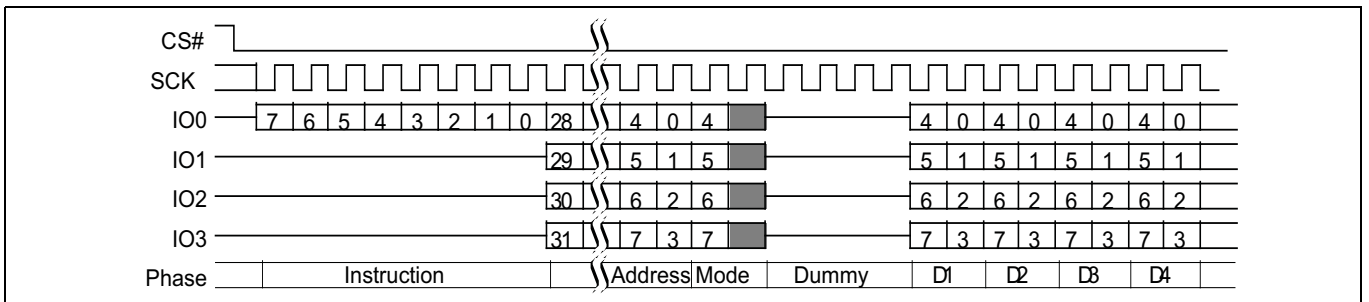 CS#
SCK
IO0 7 6 5 4 3 2 1 0 28 4 0 4 4 0 4 0 4 0 4 0
IO1 29 5 1 5 5 1 5 1 5 1 5 1
IO2 30 6 2 6 6 2 6 2 6 2 6 2
IO3 31 7 3 7 7 3 7 3 7 3 7 3
Phase Instruction Address Mode Dummy D1 D2 D3 D4